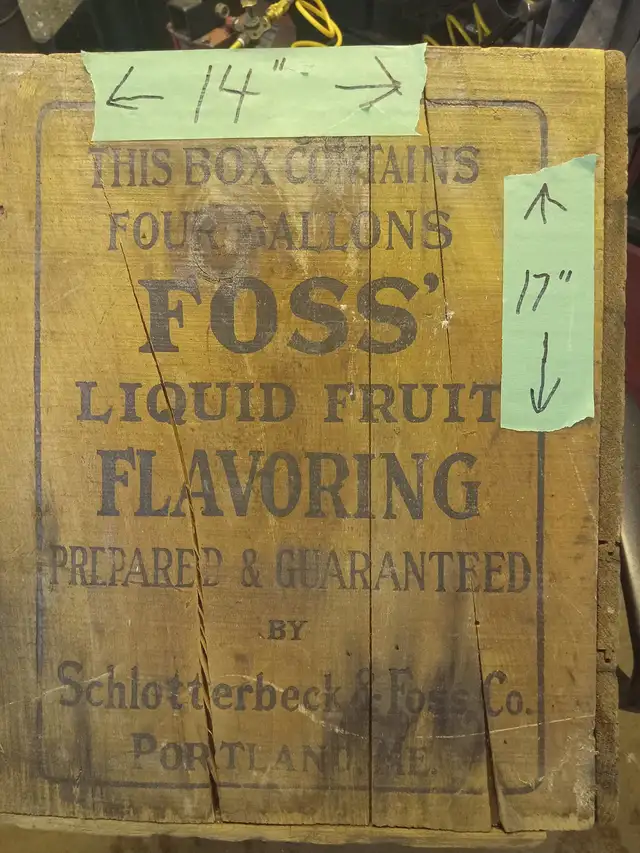 ← 14" →
THIS BOX CONTAINS
FOUR GALLONS
17"
FOSS'
LIQUID FRUIT
FLAVORING
PREPARED & GUARANTEED
BY
Schlotterbeck & Foss Co.
PORTLAND ME.